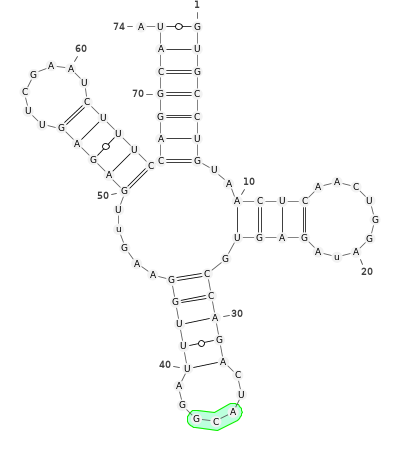 1
74 A U G
60
A U
G A A C G
U
C 70 G C
C
U U G C
U
G U A U
A U
G C C G
A U
A A 10
50 G A C U C A A C U
U G
u U G A G A u A G
G U A G 20
A A G C
G C
U A 30
U G
40 U A
A C
G U
G C A